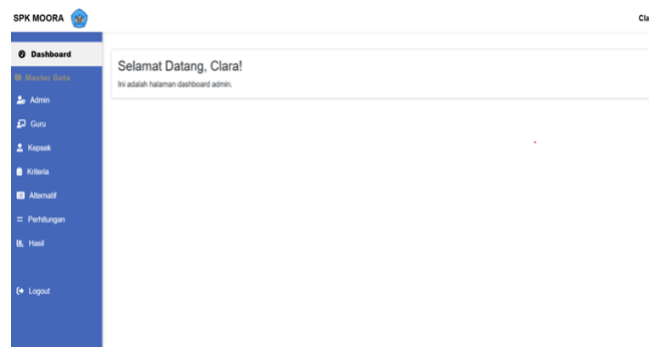 SPK MOORA
Cla
Dashboard
Master Data
Admin
Guru
Kepsek
Kriteria
Alternatif
Perhitungan
Hasil
Logout
Selamat Datang, Clara!
Ini adalah halaman dashboard admin.